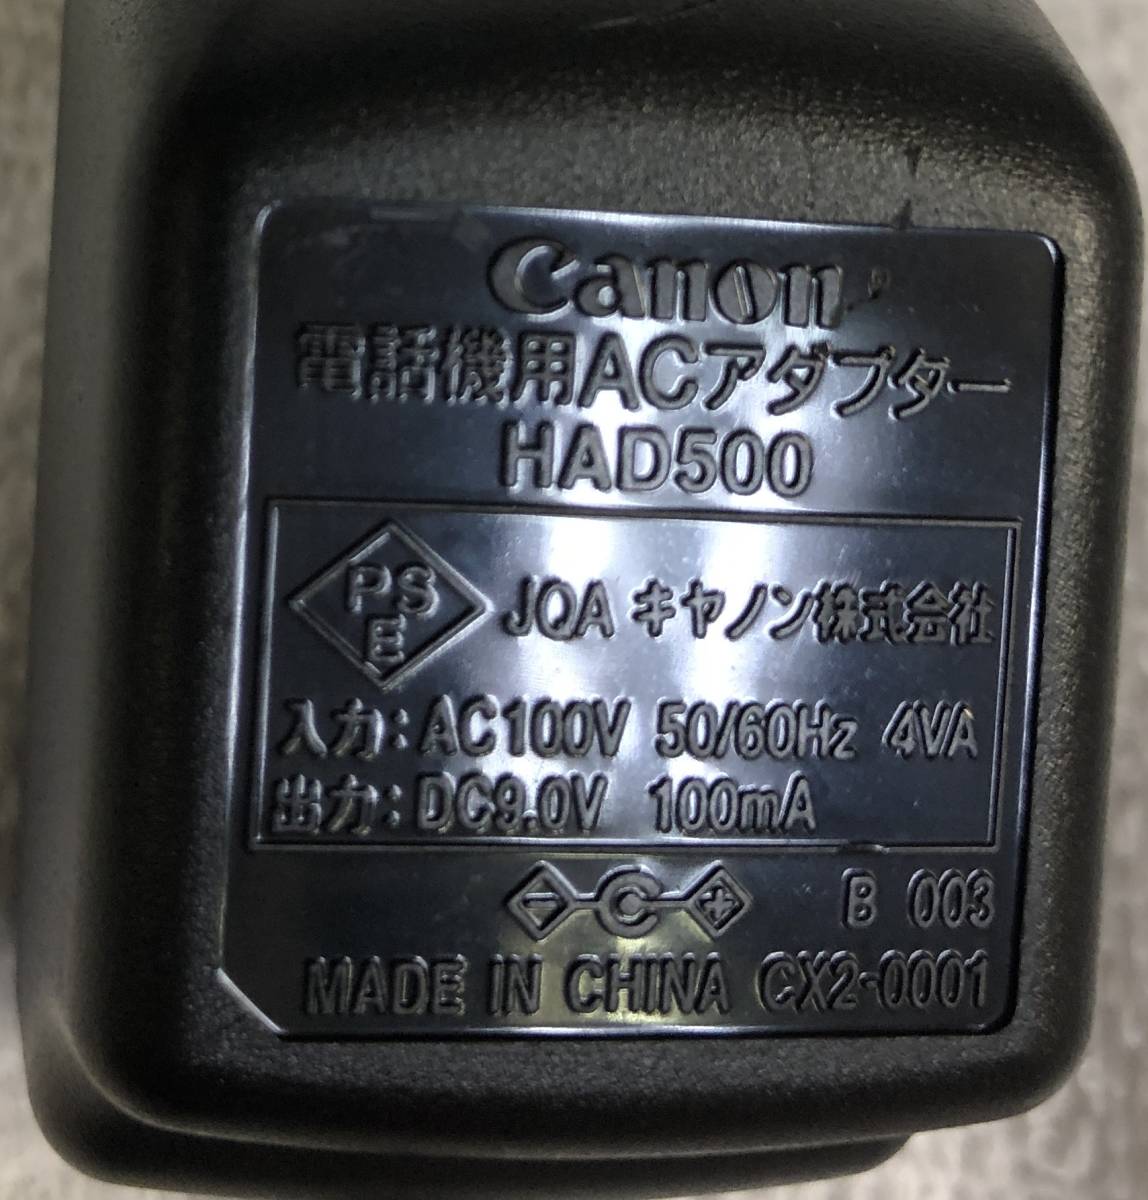 Canon
電話機用ACアダプター
HAD500
PSE JQA キヤノン株式会社
入力: AC100V 50/60Hz 4VA
出力: DC9.0V 100mA
- C + B 003
MADE IN CHINA CX2-0001